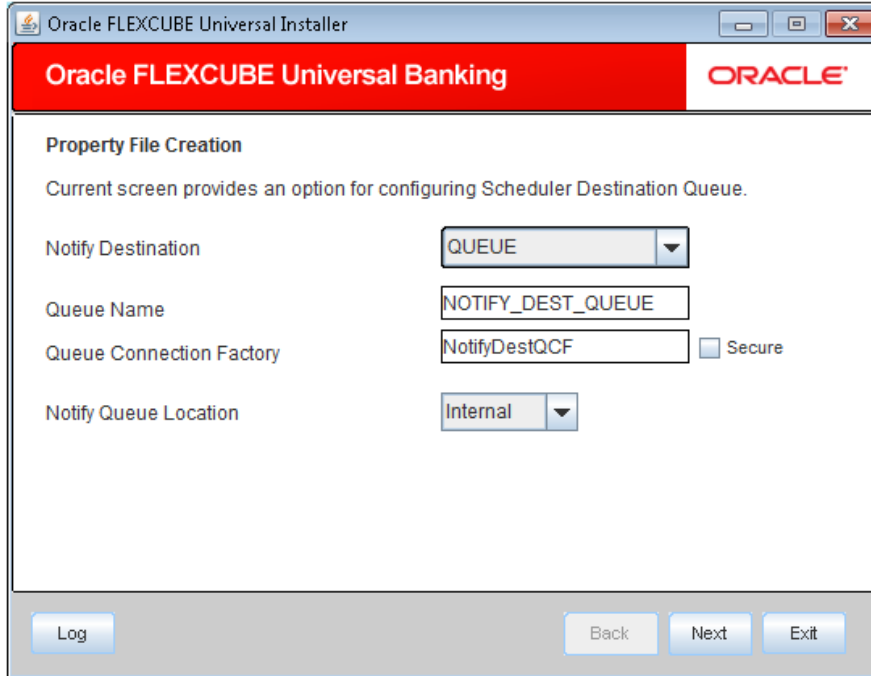 Oracle FLEXCUBE Universal Installer
Oracle FLEXCUBE Universal Banking
ORACLE
Property File Creation
Current screen provides an option for configuring Scheduler Destination Queue.
Notify Destination QUEUE
Queue Name NOTIFY_DEST_QUEUE
Queue Connection Factory NotifyDestQCF Secure
Notify Queue Location Internal
Log Back Next Exit